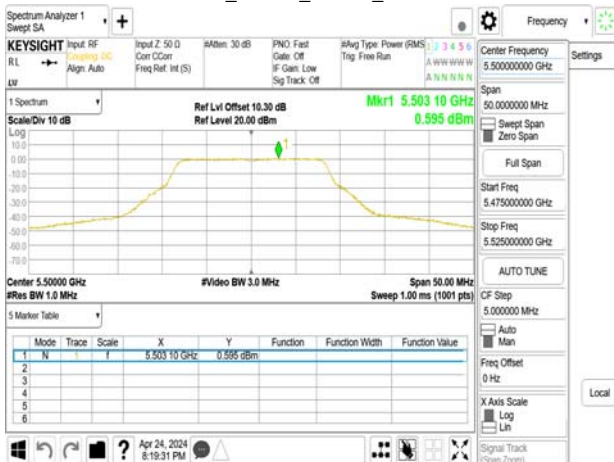 Spectrum Analyzer 1
Swept SA
Frequency
KEYSIGHT
RL
Input: RF
Coupling: DC
Align: Auto
Input Z: 50 Ω
Corr CCorr
Freq Ref: Int (S)
#Atten: 30 dB
PNO: Fast
Gate: Off
IF Gain: Low
Sig Track: Off
#Avg Type: Power (RMS
Trig: Free Run
1 2 3 4 5 6
A W W W W W
A N N N N N
1 Spectrum
Scale/Div 10 dB
Ref Lvl Offset 10.30 dB
Ref Level 20.00 dBm
Mkr1 5.503 10 GHz
0.595 dBm
Log
10.0
0.00
-10.0
-20.0
-30.0
-40.0
-50.0
-60.0
-70.0
1
Center 5.50000 GHz
#Res BW 1.0 MHz
#Video BW 3.0 MHz
Span 50.00 MHz
Sweep 1.00 ms (1001 pts)
5 Marker Table
Mode Trace Scale X Y Function Function Width Function Value
1 N 1 f 5.503 10 GHz 0.595 dBm
2
3
4
5
6
Apr 24, 2024
8:19:31 PM
Center Frequency
5.500000000 GHz
Span
50.0000000 MHz
Swept Span
Zero Span
Full Span
Start Freq
5.475000000 GHz
Stop Freq
5.525000000 GHz
AUTO TUNE
CF Step
5.000000 MHz
Auto
Man
Freq Offset
0 Hz
X Axis Scale
Log
Lin
Signal Track
(Span Zoom)
Settings
Local